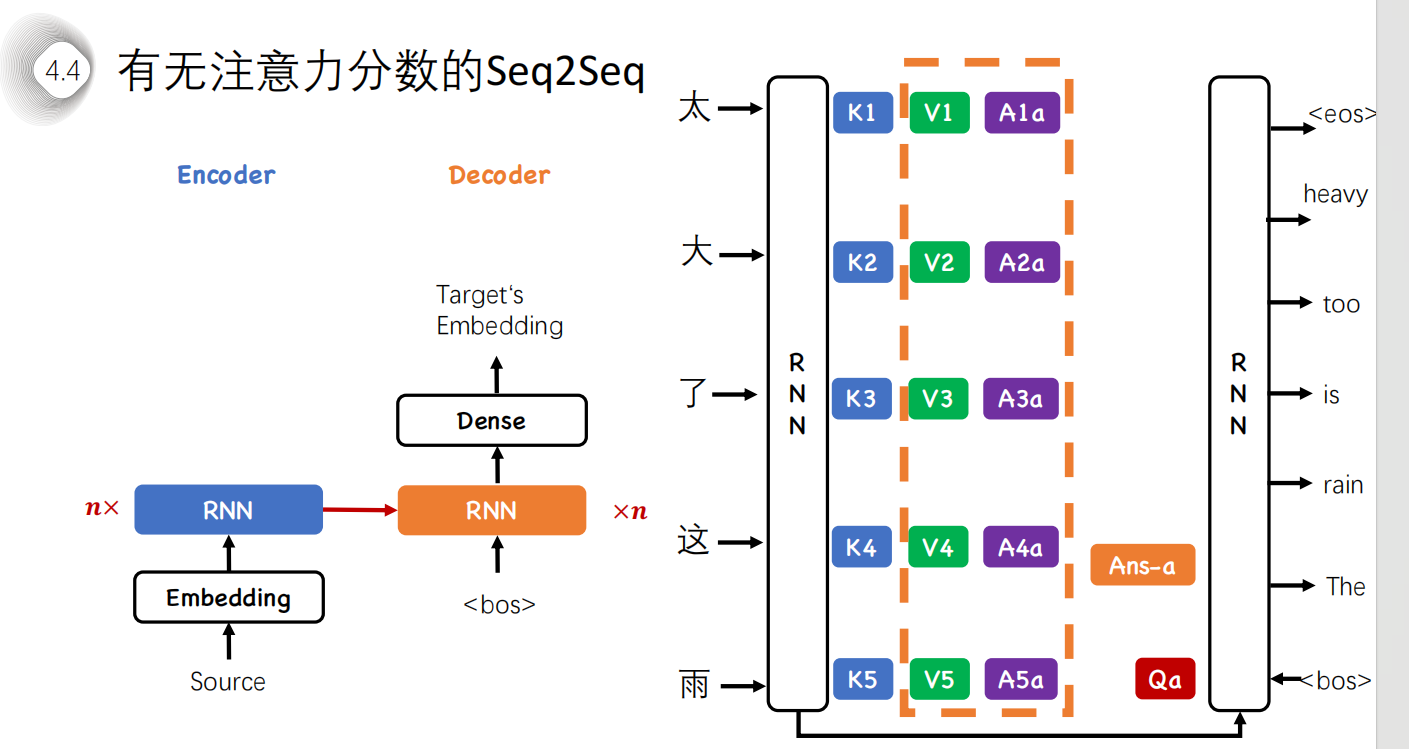 4.4
有无注意力分数的Seq2Seq
Encoder
Decoder
Target‘s
Embedding
Dense
n×
RNN
RNN
×n
Embedding
<bos>
Source
太
大
了
这
雨
RNN
K1 V1 A1a
K2 V2 A2a
K3 V3 A3a
K4 V4 A4a
K5 V5 A5a
Ans-a
Qa
RNN
<eos>
heavy
too
is
rain
The
<bos>